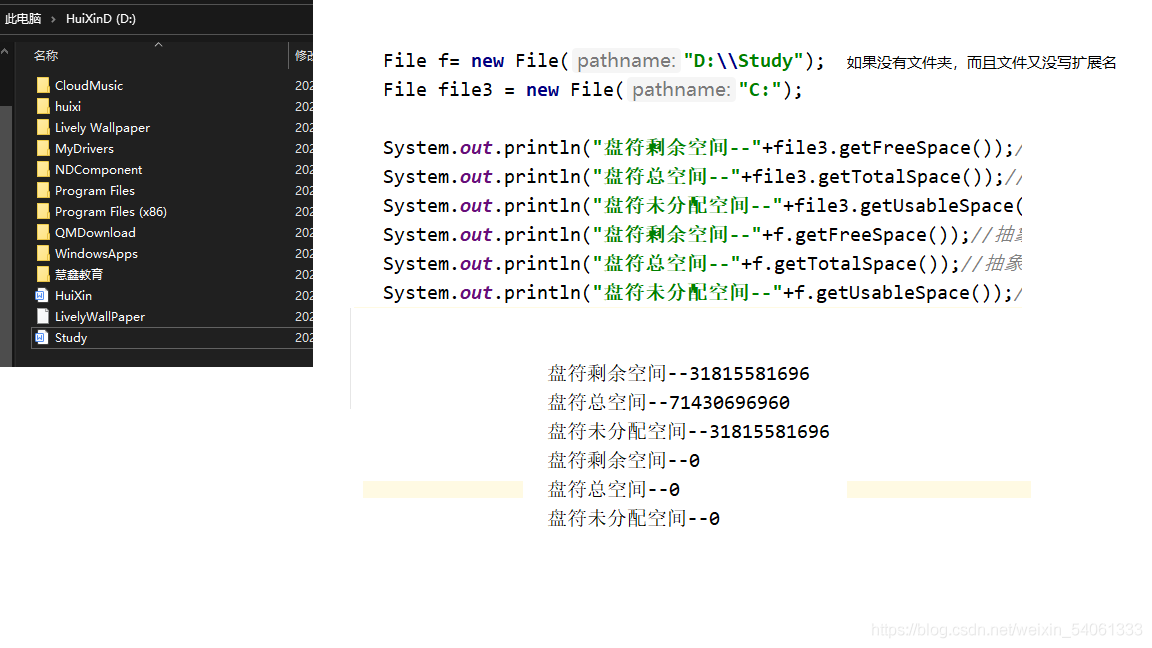 此电脑 › HuiXinD (D:)
名称 修改
CloudMusic 202
huixi 202
Lively Wallpaper 202
MyDrivers 202
NDComponent 202
Program Files 202
Program Files (x86) 202
QMDownload 202
WindowsApps 202
慧鑫教育 202
HuiXin 202
LivelyWallPaper 202
Study 202
File f= new File( pathname: "D:\\Study"); 如果没有文件夹，而且文件又没写扩展名
File file3 = new File( pathname: "C:");
System.out.println("盘符剩余空间--"+file3.getFreeSpace());/
System.out.println("盘符总空间--"+file3.getTotalSpace());//
System.out.println("盘符未分配空间--"+file3.getUsableSpace(
System.out.println("盘符剩余空间--"+f.getFreeSpace());//抽象
System.out.println("盘符总空间--"+f.getTotalSpace());//抽象
System.out.println("盘符未分配空间--"+f.getUsableSpace());/
盘符剩余空间--31815581696
盘符总空间--71430696960
盘符未分配空间--31815581696
盘符剩余空间--0
盘符总空间--0
盘符未分配空间--0
https://blog.csdn.net/weixin_54061333